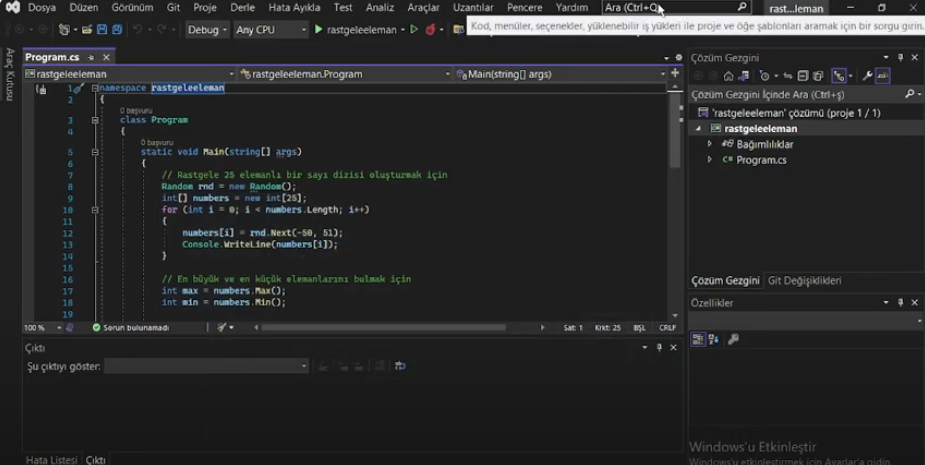 Dosya Düzen Görünüm Git Proje Derle Hata Ayıkla Test Analiz Araçlar Uzantılar Pencere Yardım Ara (Ctrl+Q) rast...leman
Debug Any CPU rastgeleeleman
Kod, menüler, seçenekler, yüklenebilir iş yükleri ile proje ve öğe şablonları aramak için bir sorgu girin.
Araç Kutusu
Program.cs
rastgeleeleman rastgeleeleman.Program Main(string[] args)
1 namespace rastgeleeleman
2 {
0 başvuru
3 class Program
4 {
0 başvuru
5 static void Main(string[] args)
6 {
7 // Rastgele 25 elemanlı bir sayı dizisi oluşturmak için
8 Random rnd = new Random();
9 int[] numbers = new int[25];
10 for (int i = 0; i < numbers.Length; i++)
11 {
12 numbers[i] = rnd.Next(-50, 51);
13 Console.WriteLine(numbers[i]);
14 }
15
16 // En büyük ve en küçük elemanlarını bulmak için
17 int max = numbers.Max();
18 int min = numbers.Min();
19
100 % Sorun bulunamadı Sat: 1 Krkt: 25 BŞL CRLF
Çıktı
Şu çıktıyı göster:
Hata Listesi Çıktı
Çözüm Gezgini
Çözüm Gezgini İçinde Ara (Ctrl+ş)
'rastgeleeleman' çözümü (proje 1 / 1)
rastgeleeleman
Bağımlılıklar
C# Program.cs
Çözüm Gezgini Git Değişiklikleri
Özellikler
Windows'u Etkinleştir
Windows'u etkinleştirmek için Ayarlar'a gidin.